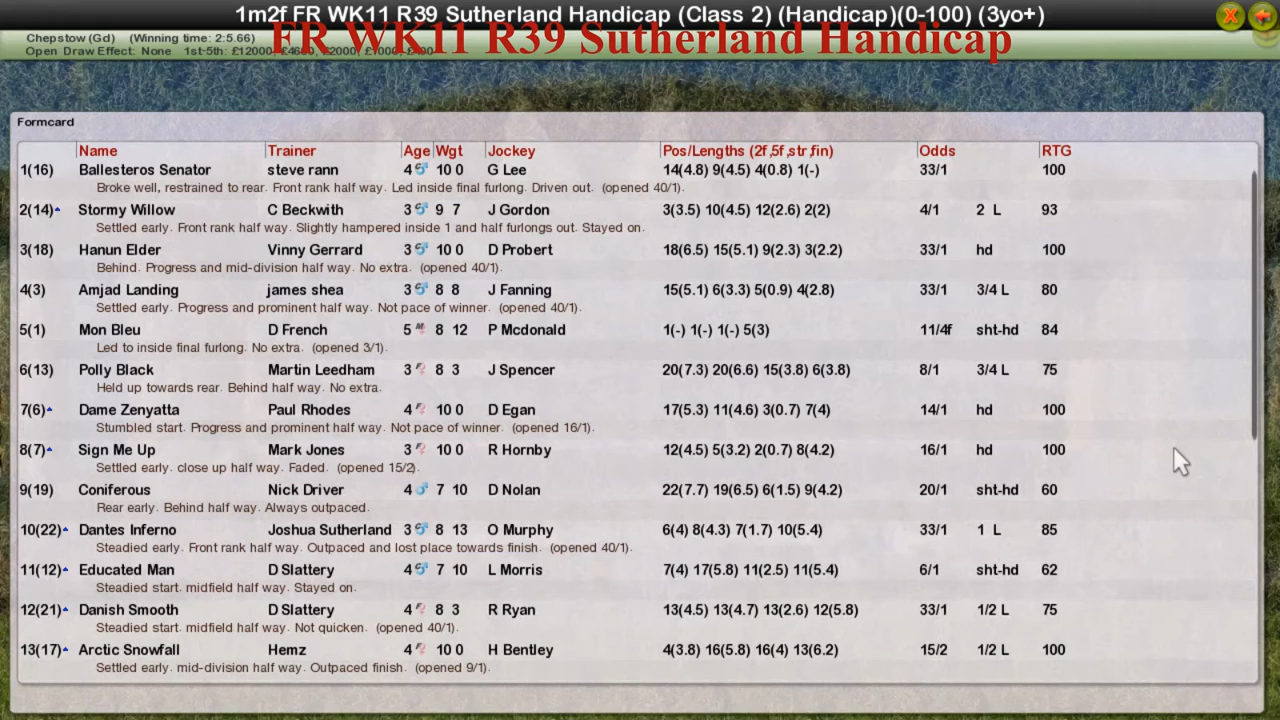 1m2f FR WK11 R39 Sutherland Handicap (Class 2) (Handicap)(0-100) (3yo+)
FR WK11 R39 Sutherland Handicap
Chepstow (Gd) (Winning time: 2:5.66)
Open Draw Effect: None 1st-5th: £12000,
Formcard
Name Trainer Age Wgt Jockey Pos/Lengths (2f,5f,str,fin) Odds RTG
1(16) Ballesteros Senator steve rann 4 10 0 G Lee 14(4.8) 9(4.5) 4(0.8) 1(-) 33/1 100
Broke well, restrained to rear. Front rank half way. Led inside final furlong. Driven out. (opened 40/1).
2(14) Stormy Willow C Beckwith 3 9 7 J Gordon 3(3.5) 10(4.5) 12(2.6) 2(2) 4/1 2 L 93
Settled early. Front rank half way. Slightly hampered inside 1 and half furlongs out. Stayed on.
3(18) Hanun Elder Vinny Gerrard 3 10 0 D Probert 18(6.5) 15(5.1) 9(2.3) 3(2.2) 33/1 hd 100
Behind. Progress and mid-division half way. No extra. (opened 40/1).
4(3) Amjad Landing james shea 3 8 8 J Fanning 15(5.1) 6(3.3) 5(0.9) 4(2.8) 33/1 3/4 L 80
Settled early. Progress and prominent half way. Not pace of winner. (opened 40/1).
5(1) Mon Bleu D French 5 8 12 P Mcdonald 1(-) 1(-) 1(-) 5(3) 11/4f sht-hd 84
Led to inside final furlong. No extra. (opened 3/1).
6(13) Polly Black Martin Leedham 3 8 3 J Spencer 20(7.3) 20(6.6) 15(3.8) 6(3.8) 8/1 3/4 L 75
Held up towards rear. Behind half way. No extra.
7(6) Dame Zenyatta Paul Rhodes 4 10 0 D Egan 17(5.3) 11(4.6) 3(0.7) 7(4) 14/1 hd 100
Stumbled start. Progress and prominent half way. Not pace of winner. (opened 16/1).
8(7) Sign Me Up Mark Jones 3 10 0 R Hornby 12(4.5) 5(3.2) 2(0.7) 8(4.2) 16/1 hd 100
Settled early. close up half way. Faded. (opened 15/2).
9(19) Coniferous Nick Driver 4 7 10 D Nolan 22(7.7) 19(6.5) 6(1.5) 9(4.2) 20/1 sht-hd 60
Rear early. Behind half way. Always outpaced.
10(22) Dantes Inferno Joshua Sutherland 3 8 13 O Murphy 6(4) 8(4.3) 7(1.7) 10(5.4) 33/1 1 L 85
Steadied early. Front rank half way. Outpaced and lost place towards finish. (opened 40/1).
11(12) Educated Man D Slattery 4 7 10 L Morris 7(4) 17(5.8) 11(2.5) 11(5.4) 6/1 sht-hd 62
Steadied start. midfield half way. Stayed on.
12(21) Danish Smooth D Slattery 4 8 3 R Ryan 13(4.5) 13(4.7) 13(2.6) 12(5.8) 33/1 1/2 L 75
Steadied start. midfield half way. Not quicken. (opened 40/1).
13(17) Arctic Snowfall Hemz 4 10 0 H Bentley 4(3.8) 16(5.8) 16(4) 13(6.2) 15/2 1/2 L 100
Settled early. mid-division half way. Outpaced finish. (opened 9/1).